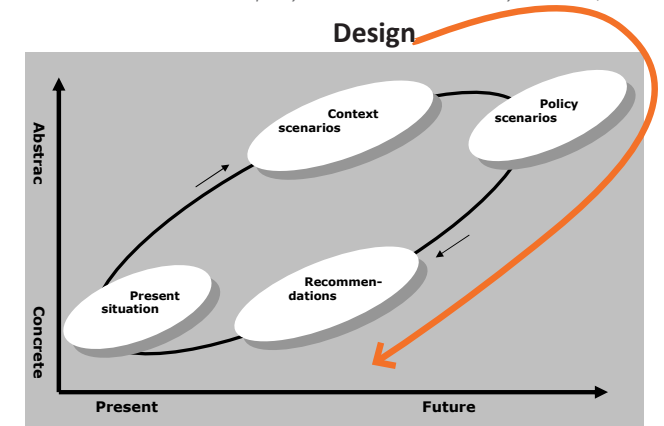 Design
Context
scenarios
Policy
scenarios
Abstrac
Present
situation
Recommen-
dations
Concrete
Present
Future